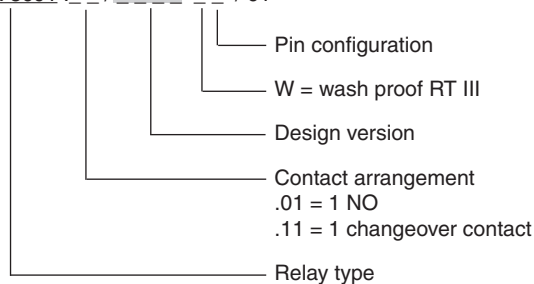 Pin configuration
W = wash proof RT III
Design version
Contact arrangement
.01 = 1 NO
.11 = 1 changeover contact
Relay type